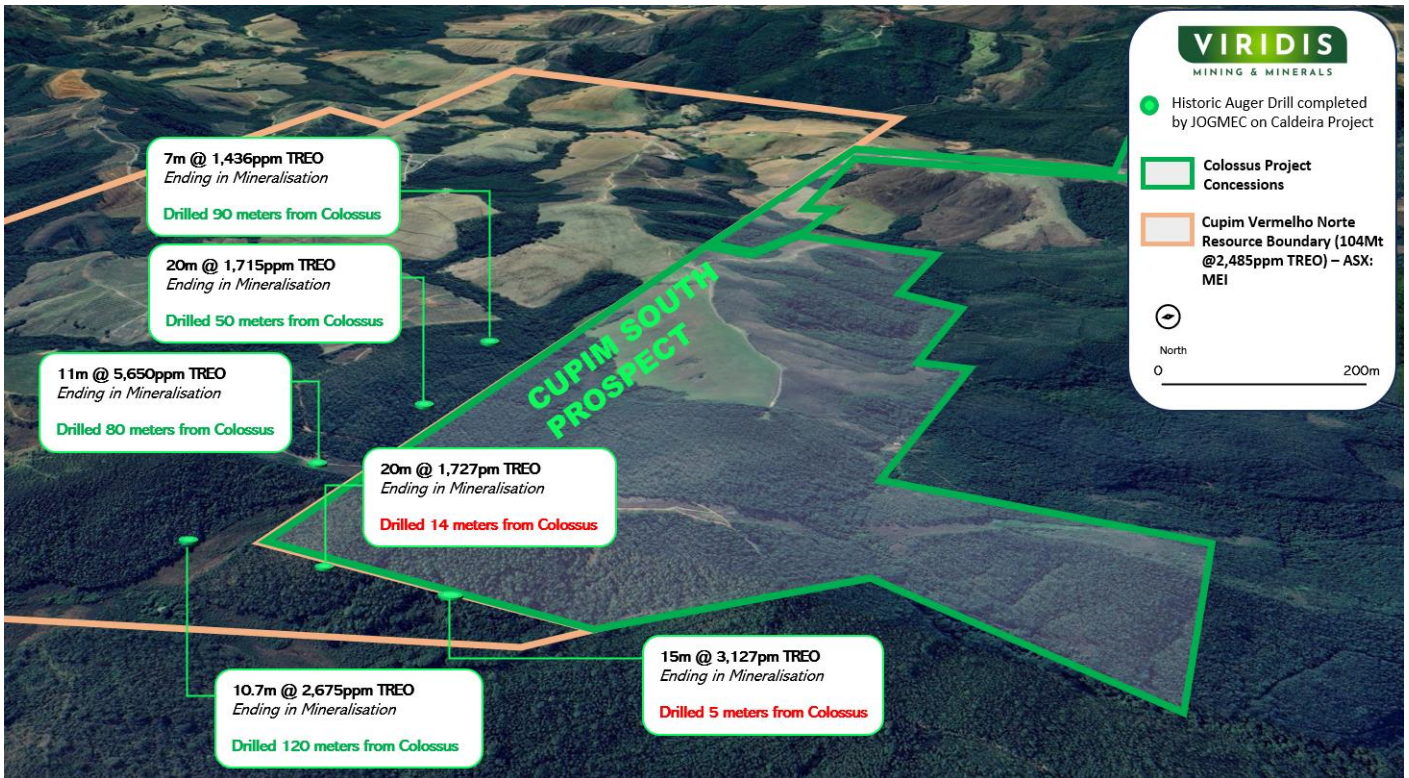 VIRIDIS
MINING & MINERALS
Historic Auger Drill completed
by JOGMEC on Caldeira Project
Colossus Project
Concessions
Cupim Vermelho Norte
Resource Boundary (104Mt
@2,485ppm TREO) – ASX:
MEI
North
0 200m
7m @ 1,436ppm TREO
Ending in Mineralisation
Drilled 90 meters from Colossus
20m @ 1,715ppm TREO
Ending in Mineralisation
Drilled 50 meters from Colossus
11m @ 5,650ppm TREO
Ending in Mineralisation
Drilled 80 meters from Colossus
CUPIM SOUTH
PROSPECT
20m @ 1,727pm TREO
Ending in Mineralisation
Drilled 14 meters from Colossus
15m @ 3,127pm TREO
Ending in Mineralisation
Drilled 5 meters from Colossus
10.7m @ 2,675ppm TREO
Ending in Mineralisation
Drilled 120 meters from Colossus